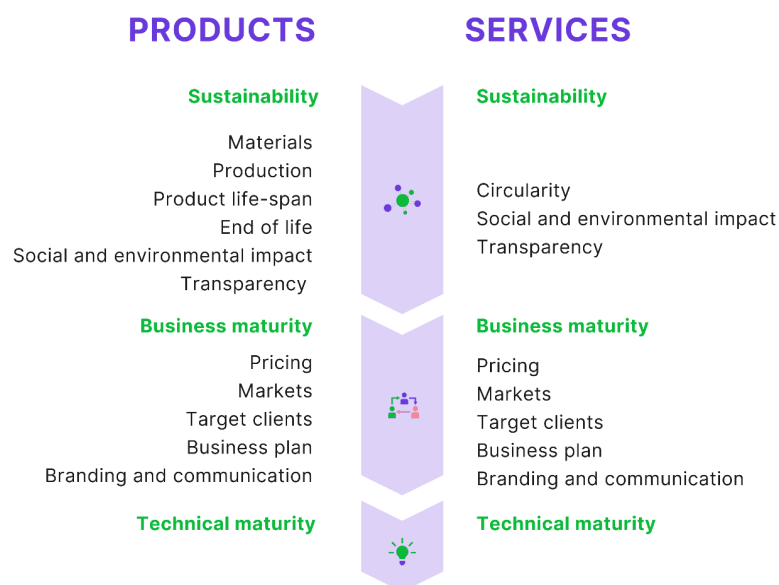 PRODUCTS
Sustainability
Materials
Production
Product life-span
End of life
Social and environmental impact
Transparency
Business maturity
Pricing
Markets
Target clients
Business plan
Branding and communication
Technical maturity
SERVICES
Sustainability
Circularity
Social and environmental impact
Transparency
Business maturity
Pricing
Markets
Target clients
Business plan
Branding and communication
Technical maturity